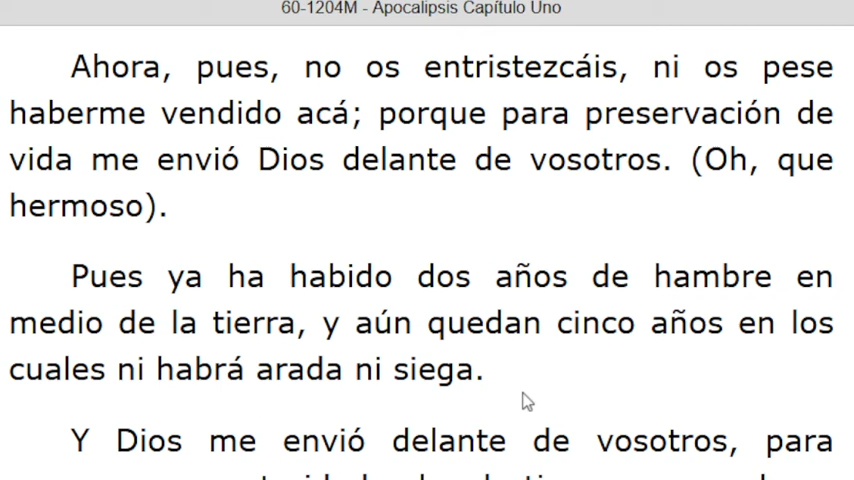 60-1204M - Apocalipsis Capítulo Uno
Ahora, pues, no os entristezcáis, ni os pese
haberme vendido acá; porque para preservación de
vida me envió Dios delante de vosotros. (Oh, que
hermoso).
Pues ya ha habido dos años de hambre en
medio de la tierra, y aún quedan cinco años en los
cuales ni habrá arada ni siega.
Y Dios me envió delante de vosotros, para